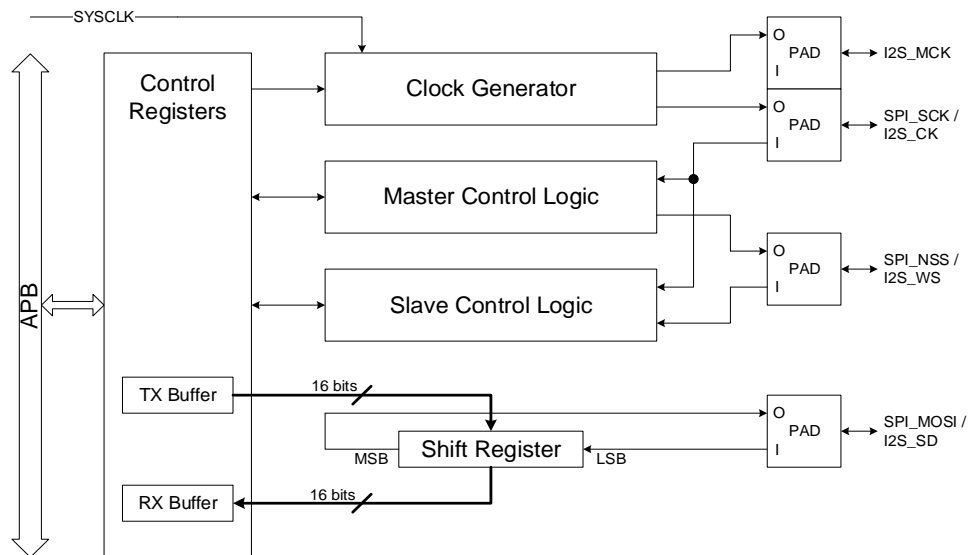 SYSCLK
Control
Registers
Clock Generator
O
PAD
I
I2S_MCK
O
PAD
I
SPI_SCK /
I2S_CK
Master Control Logic
O
PAD
I
SPI_NSS /
I2S_WS
Slave Control Logic
APB
TX Buffer
16 bits
O
PAD
I
SPI_MOSI /
I2S_SD
MSB
Shift Register
LSB
RX Buffer
16 bits